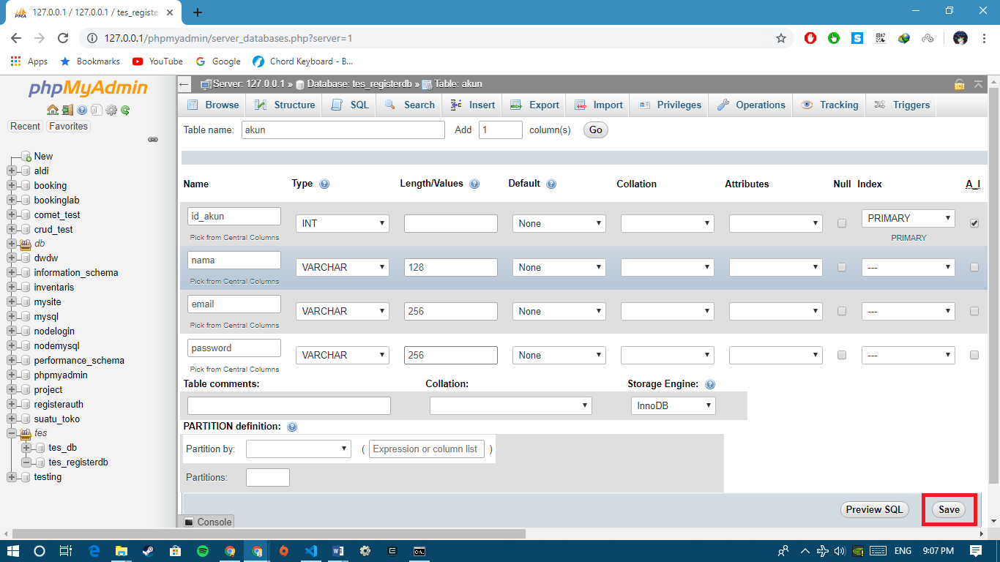 127.0.0.1 / 127.0.0.1 / tes_registe
127.0.0.1/phpmyadmin/server_databases.php?server=1
Apps Bookmarks YouTube Google Chord Keyboard - B...
phpMyAdmin
Recent Favorites
New
aldi
booking
bookinglab
comet_test
crud_test
db
dwdw
information_schema
inventaris
mysite
mysql
nodelogin
nodemysql
performance_schema
phpmyadmin
project
registerauth
suatu_toko
tes
tes_db
tes_registerdb
testing
Server: 127.0.0.1 » Database: tes_registerdb » Table: akun
Browse Structure SQL Search Insert Export Import Privileges Operations Tracking Triggers
Table name: akun Add 1 column(s) Go
Name Type Length/Values Default Collation Attributes Null Index A_I
id_akun INT None PRIMARY
Pick from Central Columns PRIMARY
nama VARCHAR 128 None ---
Pick from Central Columns
email VARCHAR 256 None ---
Pick from Central Columns
password VARCHAR 256 None ---
Pick from Central Columns
Table comments: Collation: Storage Engine:
InnoDB
PARTITION definition:
Partition by: ( Expression or column list )
Partitions:
Preview SQL Save
Console
ENG 9:07 PM